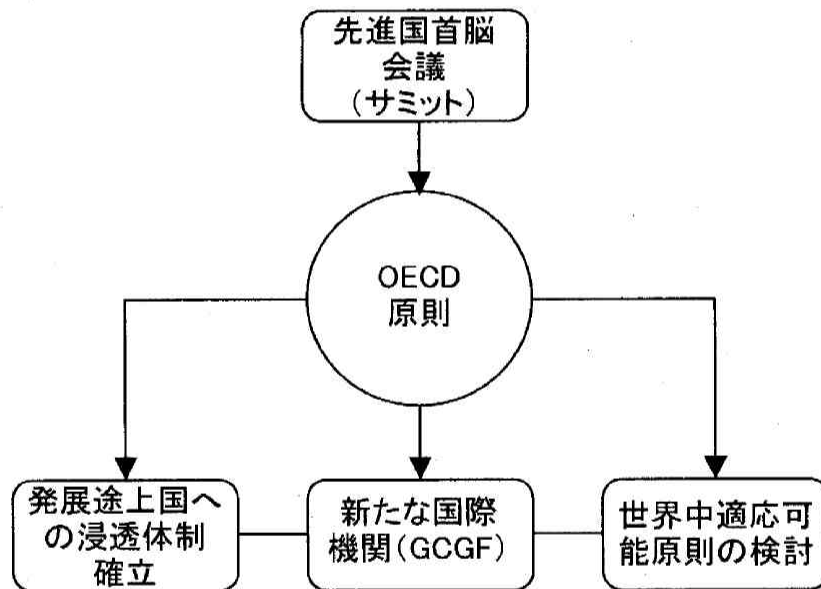 先進国首脳
会議
(サミット)
OECD
原則
発展途上国へ
の浸透体制
確立
新たな国際
機関(GCGF)
世界中適応可
能原則の検討